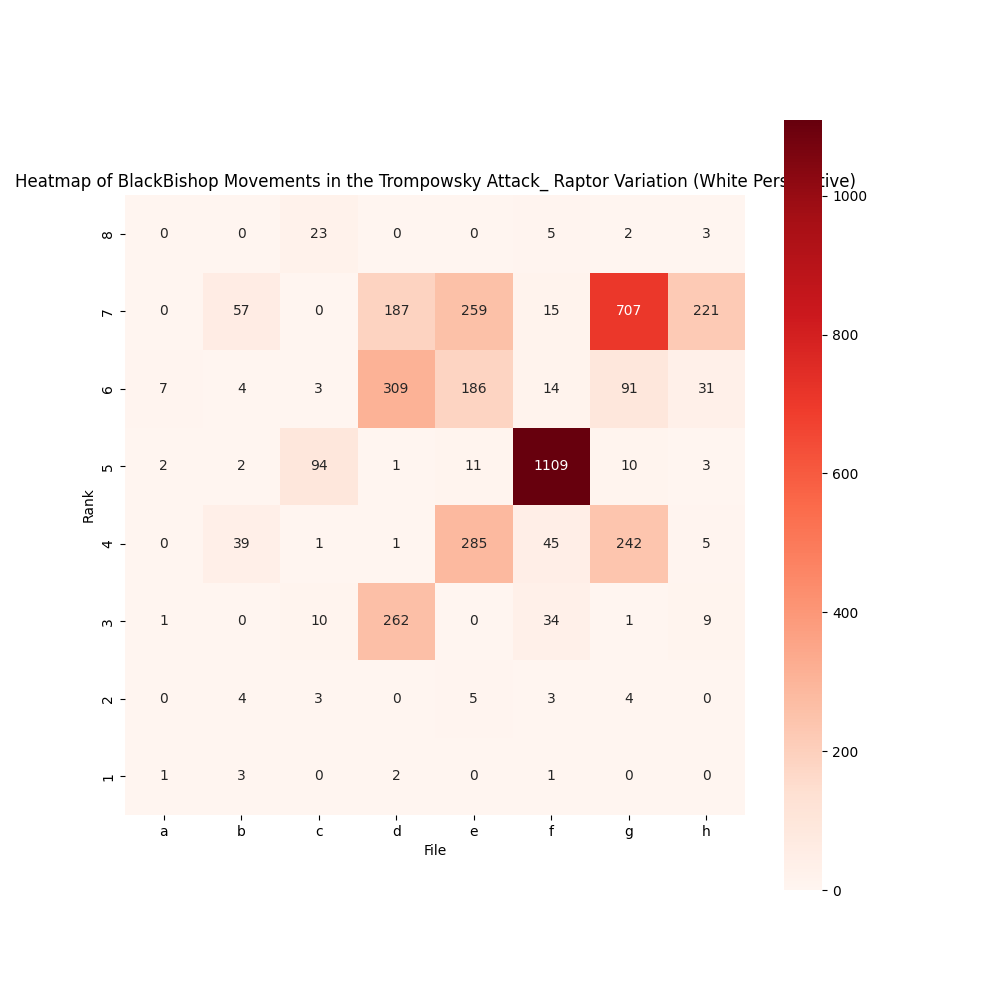 Heatmap of BlackBishop Movements in the Trompowsky Attack_ Raptor Variation (White Perspective)
8 0 0 23 0 0 5 2 3
7 0 57 0 187 259 15 707 221
6 7 4 3 309 186 14 91 31
5 2 2 94 1 11 1109 10 3
4 0 39 1 1 285 45 242 5
3 1 0 10 262 0 34 1 9
2 0 4 3 0 5 3 4 0
1 1 3 0 2 0 1 0 0
a b c d e f g h
Rank
File
1000
800
600
400
200
0